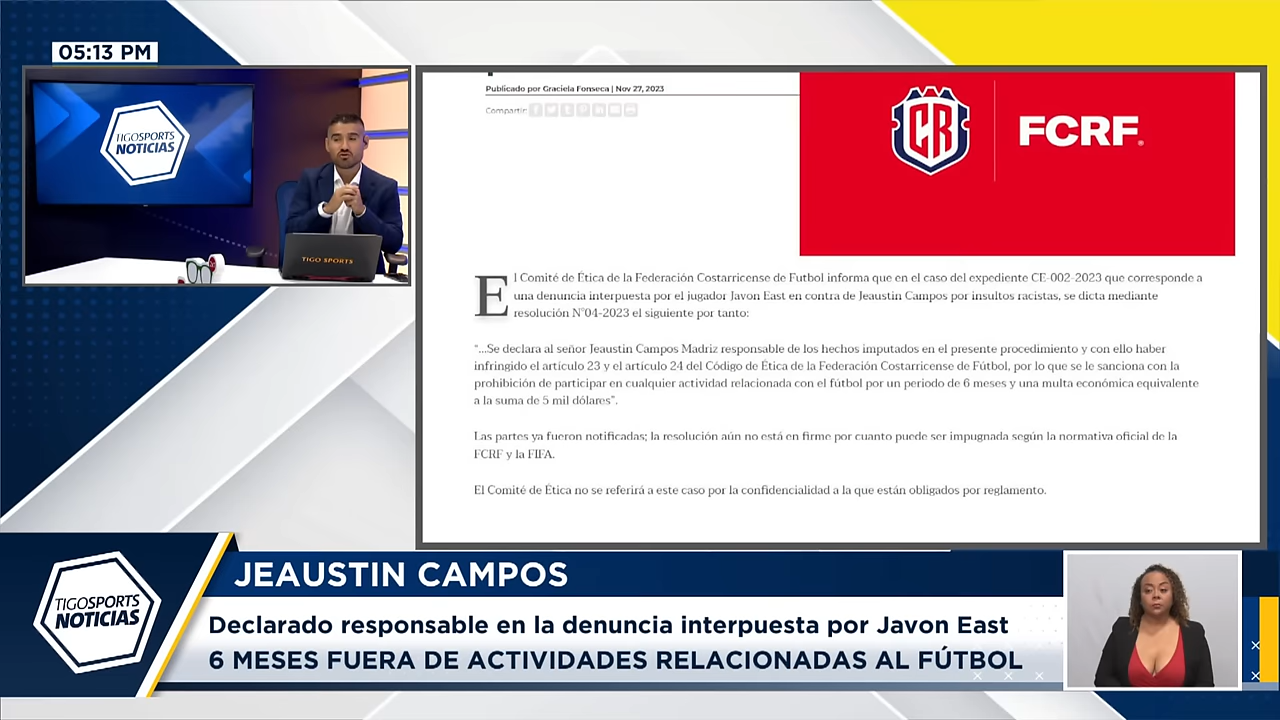 05:13 PM
TIGOSPORTS
NOTICIAS
TIGO SPORTS
Publicado por Graciela Fonseca | Nov 27, 2023
Compartir:
CR
FCRF
El Comité de Ética de la Federación Costarricense de Futbol informa que en el caso del expediente CE-002-2023 que corresponde a
una denuncia interpuesta por el jugador Javon East en contra de Jeaustin Campos por insultos racistas, se dicta mediante
resolución N°04-2023 el siguiente por tanto:
“...Se declara al señor Jeaustin Campos Madriz responsable de los hechos imputados en el presente procedimiento y con ello haber
infringido el artículo 23 y el artículo 24 del Código de Ética de la Federación Costarricense de Fútbol, por lo que se le sanciona con la
prohibición de participar en cualquier actividad relacionada con el fútbol por un periodo de 6 meses y una multa económica equivalente
a la suma de 5 mil dólares”.
Las partes ya fueron notificadas; la resolución aún no está en firme por cuanto puede ser impugnada según la normativa oficial de la
FCRF y la FIFA.
El Comité de Ética no se referirá a este caso por la confidencialidad a la que están obligados por reglamento.
TIGOSPORTS
NOTICIAS
JEAUSTIN CAMPOS
Declarado responsable en la denuncia interpuesta por Javon East
6 MESES FUERA DE ACTIVIDADES RELACIONADAS AL FÚTBOL